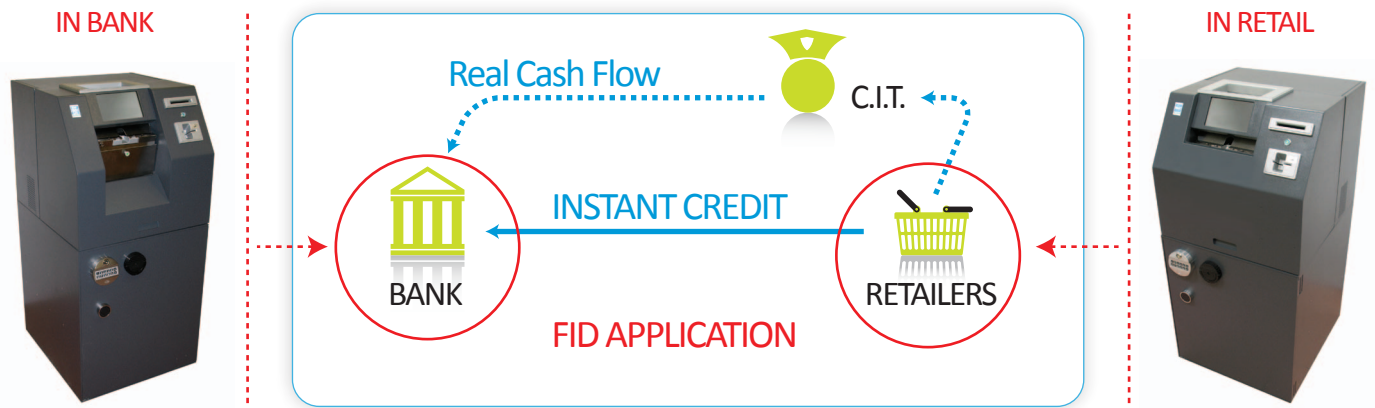 IN BANK
IN RETAIL
Real Cash Flow
C.I.T.
INSTANT CREDIT
BANK
RETAILERS
FID APPLICATION